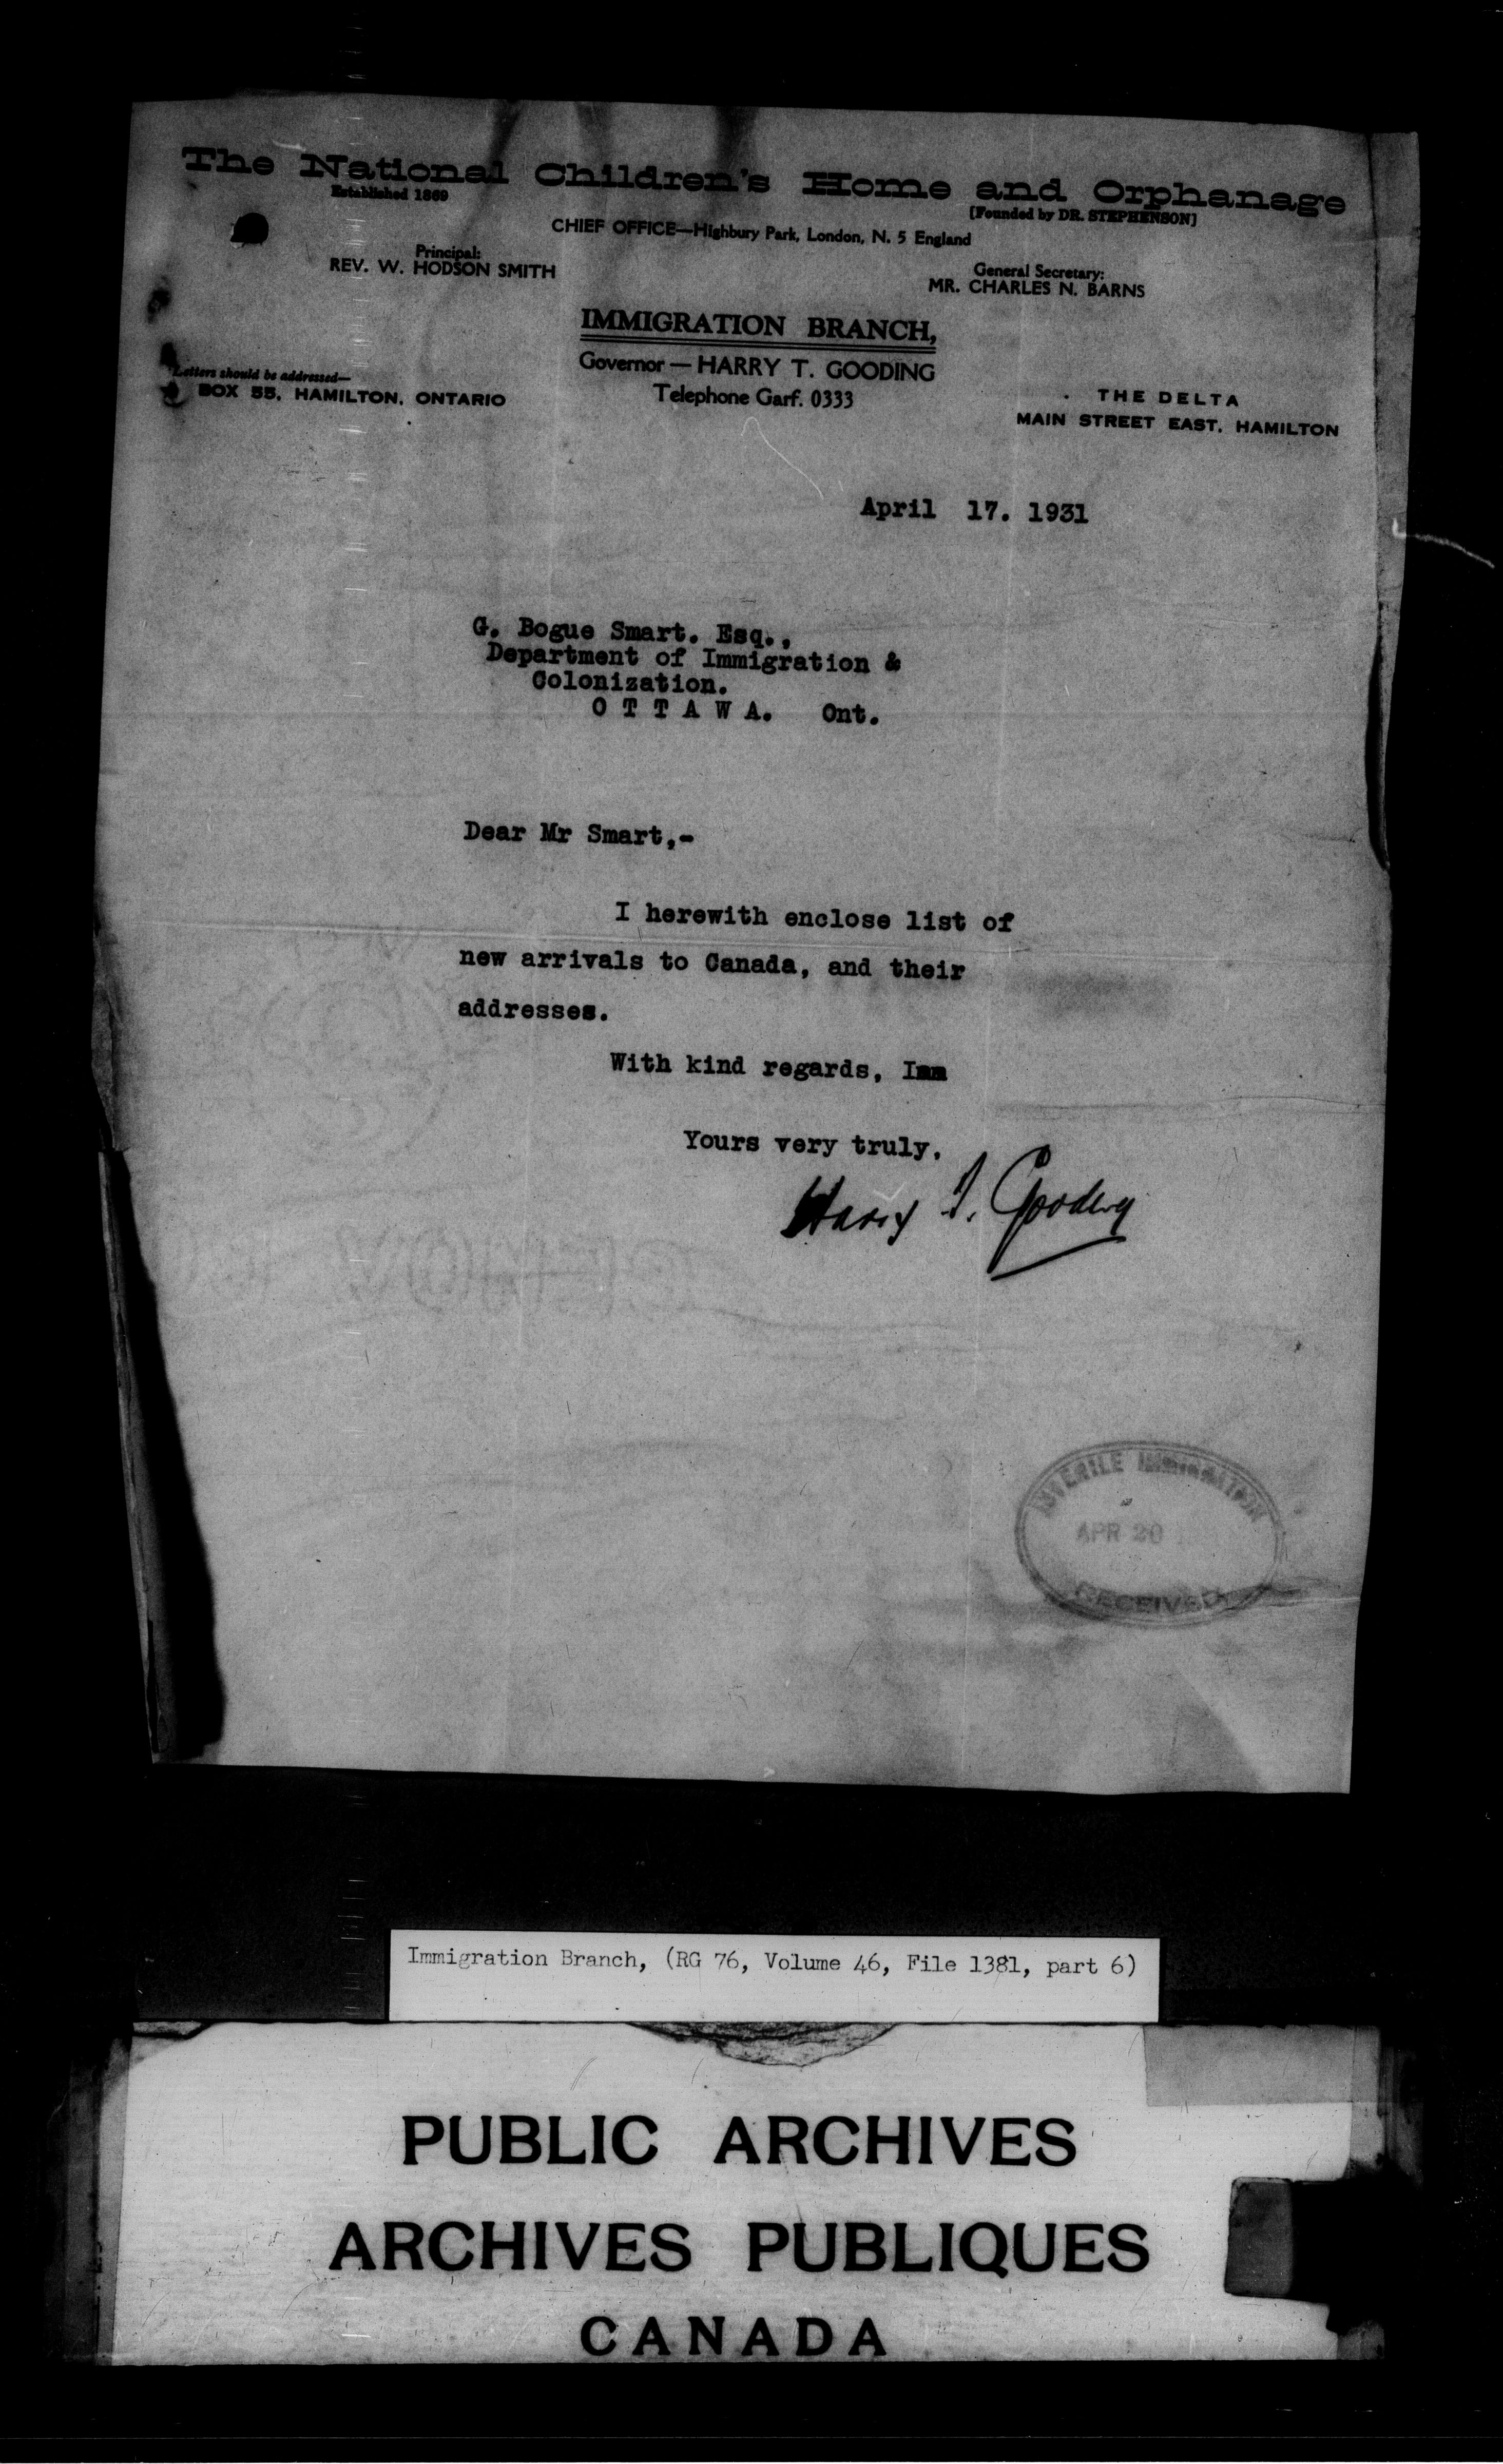 The National Children's Home and Orphanage
Established 1869
[Founded by DR. STEPHENSON]
CHIEF OFFICE—Highbury Park, London, N. 5 England
Principal:
REV. W. HODSON SMITH
General Secretary:
MR. CHARLES N. BARNS
IMMIGRATION BRANCH,
Governor — HARRY T. GOODING
Telephone Garf. 0333
Letters should be addressed—
BOX 55, HAMILTON, ONTARIO
THE DELTA
MAIN STREET EAST, HAMILTON
April 17. 1931
G. Bogue Smart. Esq.,
Department of Immigration &
Colonization.
O T T A W A. Ont.
Dear Mr Smart,-
I herewith enclose list of
new arrivals to Canada, and their
addresses.
With kind regards, Iam
Yours very truly,
Harry T. Gooding
JUVENILE IMMIGRATION
APR 20
RECEIVED
Immigration Branch, (RG 76, Volume 46, File 1381, part 6)
PUBLIC ARCHIVES
ARCHIVES PUBLIQUES
CANADA